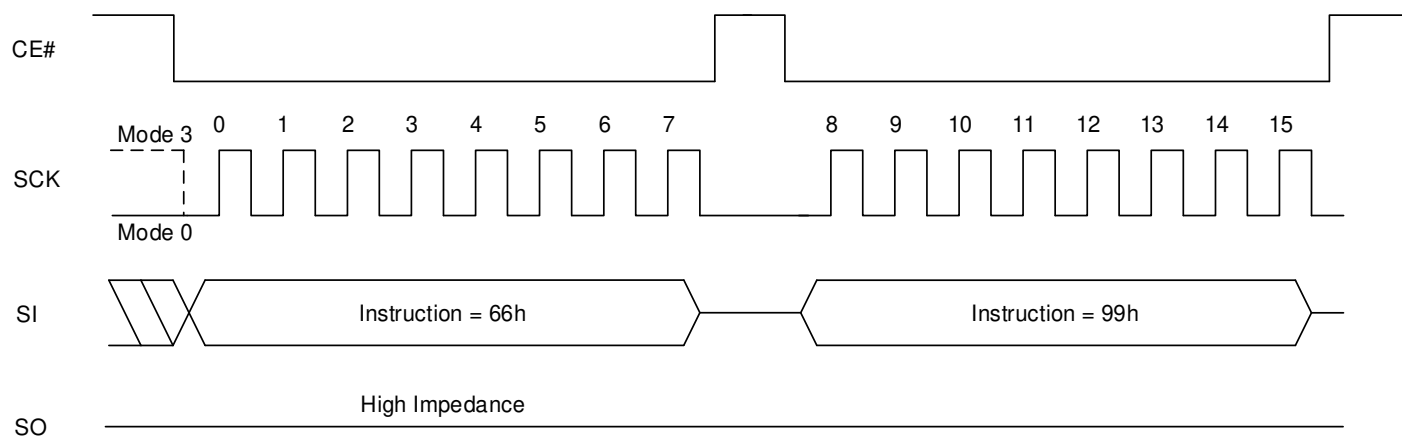 CE#
Mode 3
0 1 2 3 4 5 6 7 8 9 10 11 12 13 14 15
SCK
Mode 0
SI
Instruction = 66h
Instruction = 99h
High Impedance
SO